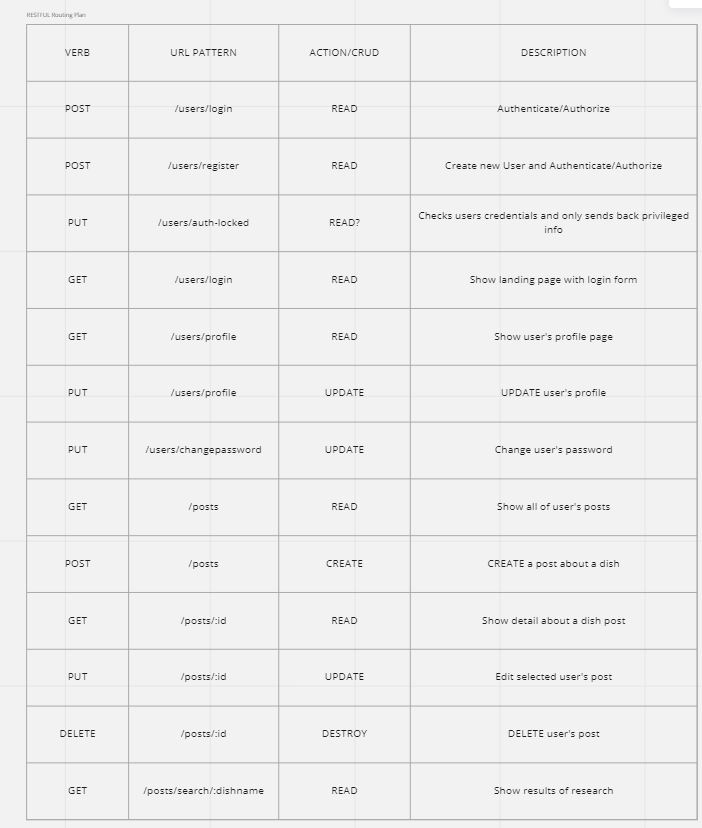 RESTFUL Routing Plan
VERB URL PATTERN ACTION/CRUD DESCRIPTION
POST /users/login READ Authenticate/Authorize
POST /users/register READ Create new User and Authenticate/Authorize
PUT /users/auth-locked READ? Checks users credentials and only sends back privileged
info
GET /users/login READ Show landing page with login form
GET /users/profile READ Show user's profile page
PUT /users/profile UPDATE UPDATE user's profile
PUT /users/changepassword UPDATE Change user's password
GET /posts READ Show all of user's posts
POST /posts CREATE CREATE a post about a dish
GET /posts/:id READ Show detail about a dish post
PUT /posts/:id UPDATE Edit selected user's post
DELETE /posts/:id DESTROY DELETE user's post
GET /posts/search/:dishname READ Show results of research